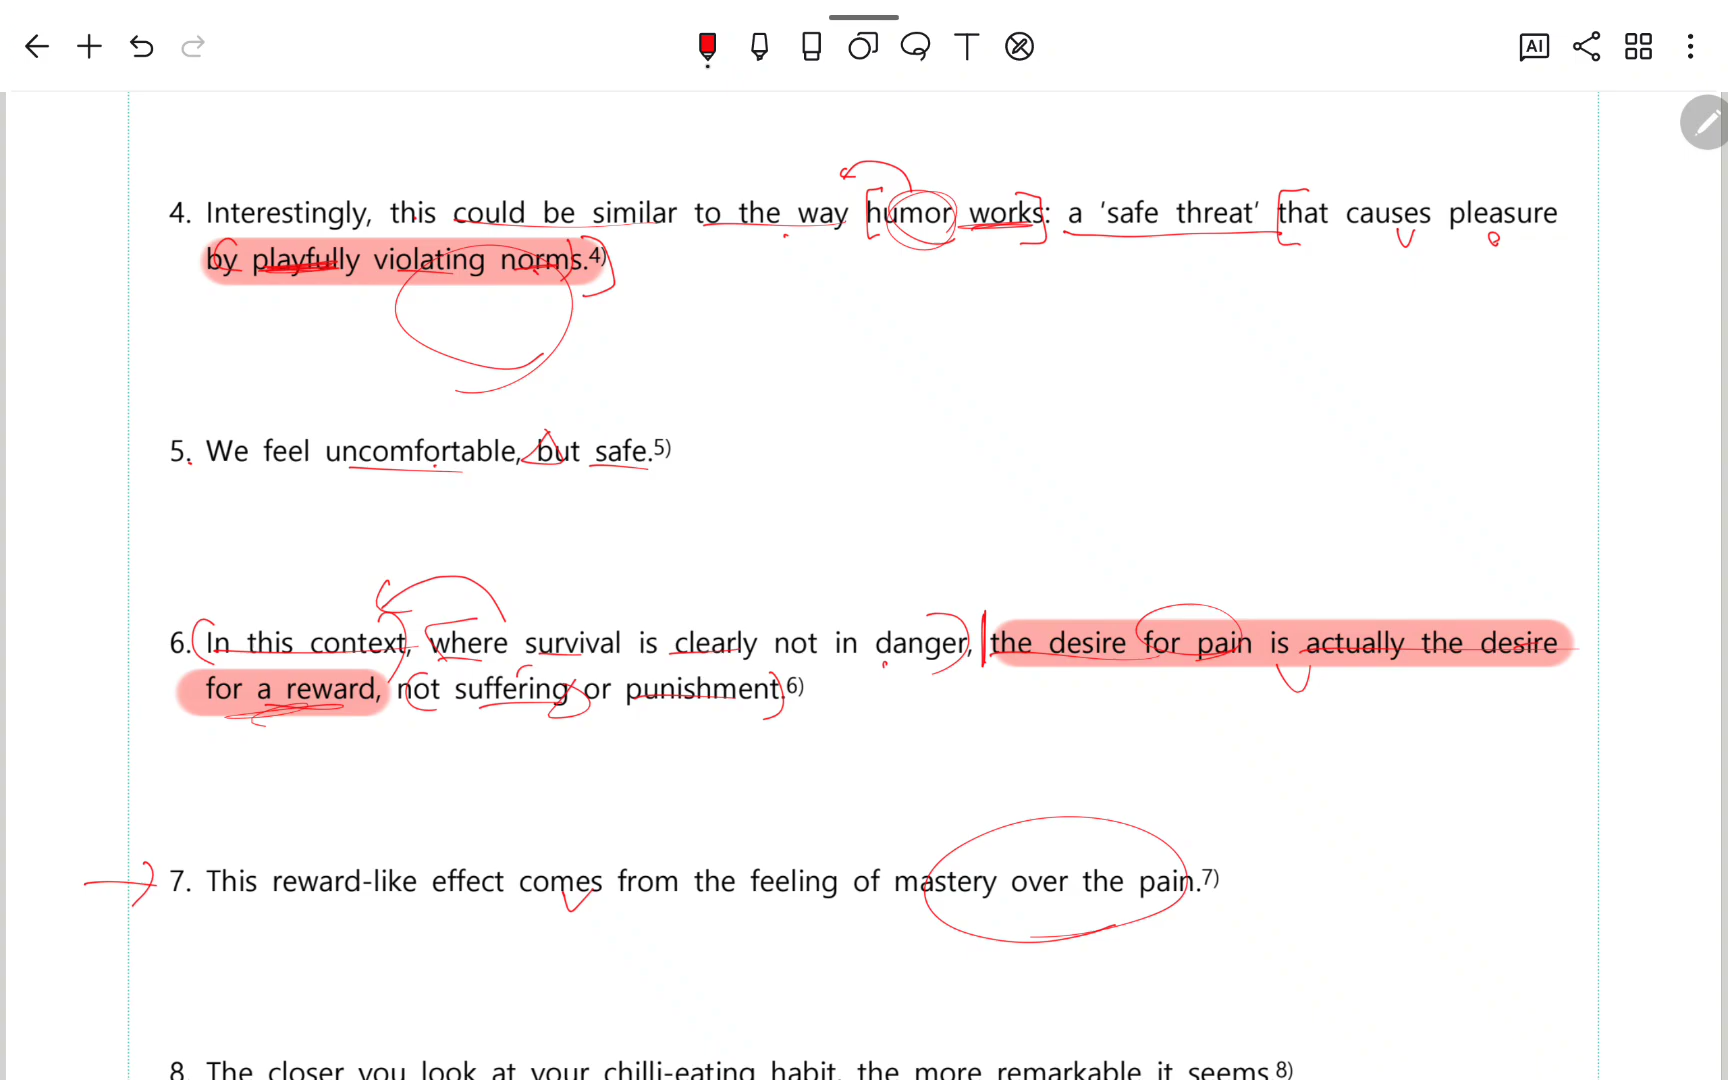 AI
4. Interestingly, this could be similar to the way humor works: a ‘safe threat’ that causes pleasure
by playfully violating norms.4)
5. We feel uncomfortable, but safe.5)
6. In this context, where survival is clearly not in danger, the desire for pain is actually the desire
for a reward, not suffering or punishment.6)
7. This reward-like effect comes from the feeling of mastery over the pain.7)
8. The closer you look at your chilli-eating habit, the more remarkable it seems.8)